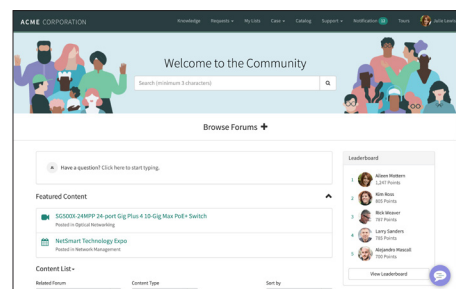 ACME CORPORATION
Knowledge Requests My Lists Case Catalog Support Notification Tours
Welcome to the Community
Search (minimum 3 characters)
Browse Forums +
Have a question? Click here to start typing.
Featured Content
SG500X-24MPP 24-port Gig Plus 4 10-Gig Max PoE+ Switch
Posted in Optical Networking
NetSmart Technology Expo
Posted in Network Management
Content List
Related Forum Content Type Sort by
Leaderboard
1 Aileen Mottern
1,247 Points
2 Kim Ross
805 Points
3 Rick Weaver
787 Points
4 Larry Sanders
785 Points
5 Alejandro Mascall
700 Points
View Leaderboard